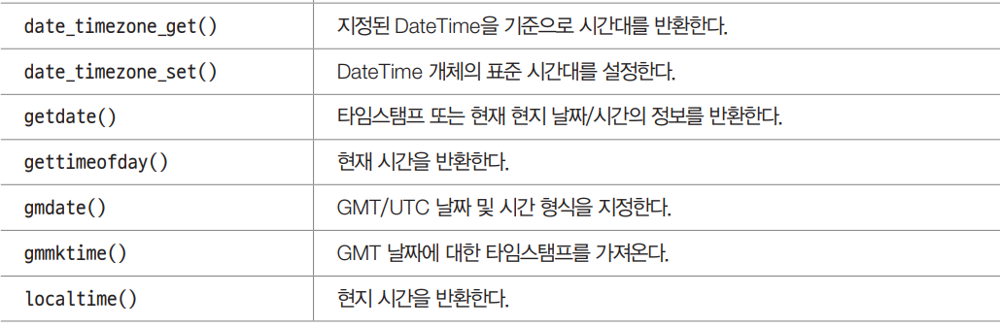 date_timezone_get() 지정된 DateTime을 기준으로 시간대를 반환한다.
date_timezone_set() DateTime 개체의 표준 시간대를 설정한다.
getdate() 타임스탬프 또는 현재 현지 날짜/시간의 정보를 반환한다.
gettimeofday() 현재 시간을 반환한다.
gmdate() GMT/UTC 날짜 및 시간 형식을 지정한다.
gmmktime() GMT 날짜에 대한 타임스탬프를 가져온다.
localtime() 현지 시간을 반환한다.